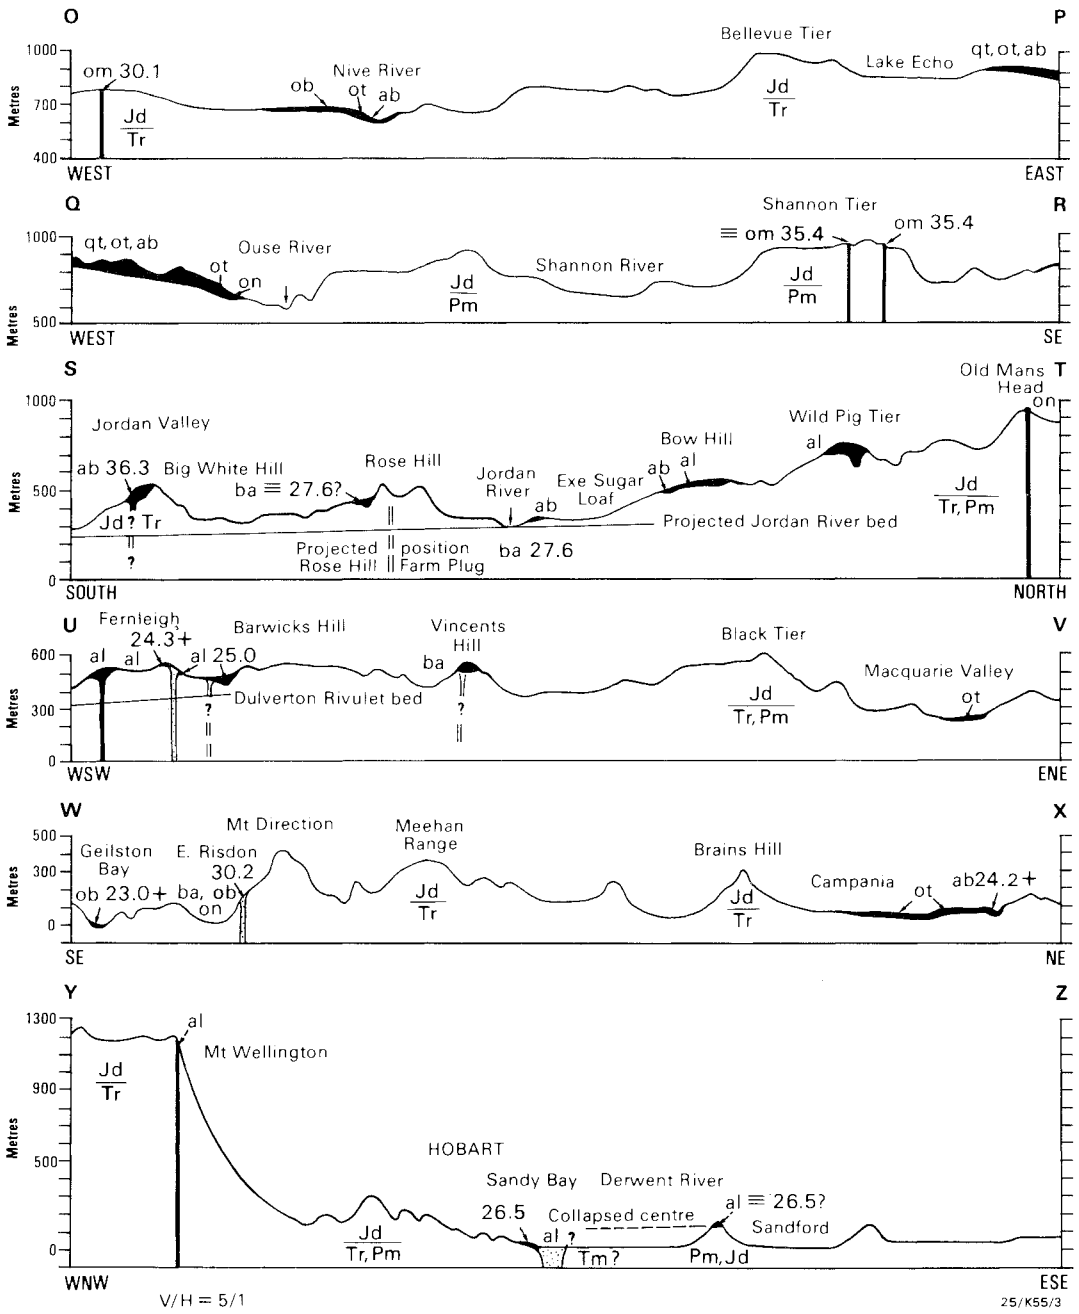 O
P
1000
700
400
Metres
om 30.1
Jd
Tr
ob
Nive River
ot
ab
Bellevue Tier
Jd
Tr
Lake Echo
qt, ot, ab
WEST
EAST
Q
R
1000
500
Metres
qt, ot, ab
ot
on
Ouse River
Jd
Pm
Shannon River
Shannon Tier
≡ om 35.4
om 35.4
Jd
Pm
WEST
SE
S
T
1000
500
0
Metres
Jordan Valley
ab 36.3
Big White Hill
ba ≡ 27.6?
Jd ? Tr
?
Rose Hill
Projected position
Rose Hill Farm Plug
Jordan
River
ab
ba 27.6
Exe Sugar
Loaf
Bow Hill
ab
al
Projected Jordan River bed
Wild Pig Tier
al
Jd
Tr, Pm
Old Mans
Head
on
SOUTH
NORTH
U
V
600
300
0
Metres
al
al
Fernleigh
24.3+
al 25.0
Barwicks Hill
Dulverton Rivulet bed
?
Vincents
Hill
ba
?
Black Tier
Jd
Tr, Pm
Macquarie Valley
ot
WSW
ENE
W
X
500
300
0
Metres
Geilston
Bay
ob 23.0+
E. Risdon
30.2
ba, ob
on
Mt Direction
Meehan
Range
Jd
Tr
Brains Hill
Jd
Tr
Campania
ot
ab 24.2+
SE
NE
Y
Z
1300
900
500
0
Metres
al
Mt Wellington
Jd
Tr
HOBART
Jd
Tr, Pm
Sandy Bay
26.5
al
?
Derwent River
Collapsed centre
Tm?
al ≡ 26.5?
Sandford
Pm, Jd
WNW
ESE
V/H = 5/1
25/K55/3